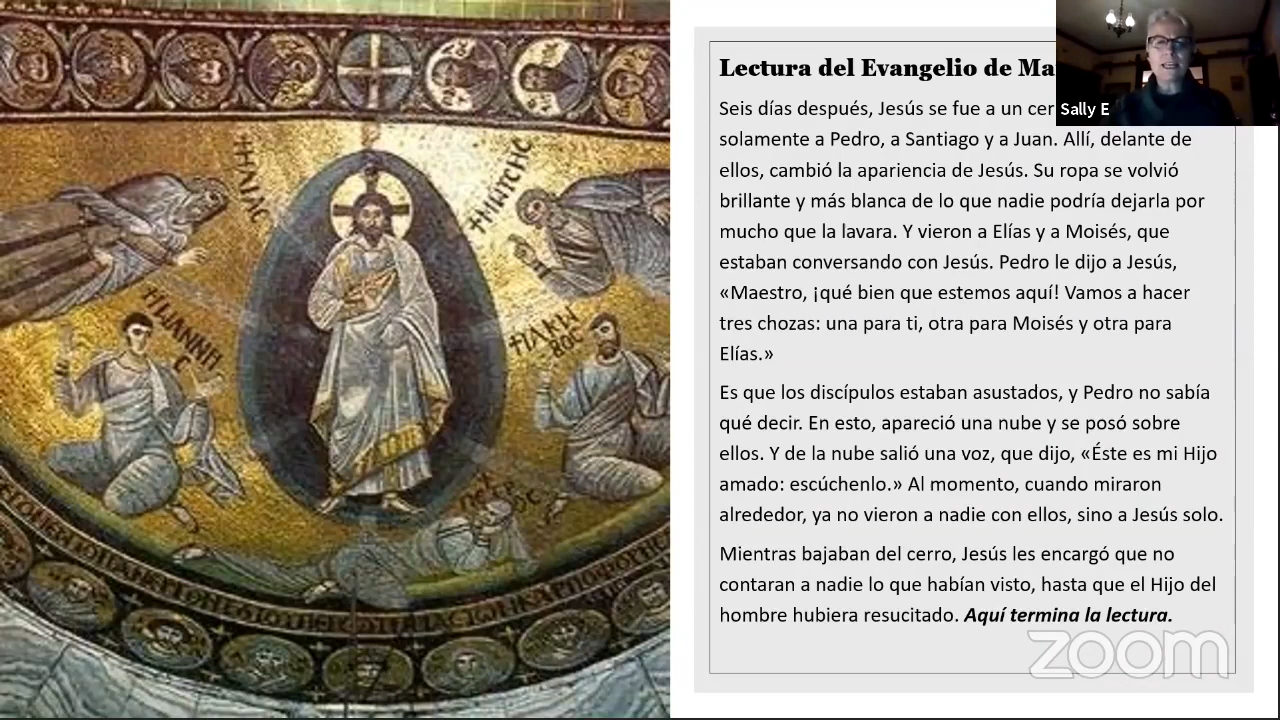 Lectura del Evangelio de Ma
Sally E
Seis días después, Jesús se fue a un cer
solamente a Pedro, a Santiago y a Juan. Allí, delante de
ellos, cambió la apariencia de Jesús. Su ropa se volvió
brillante y más blanca de lo que nadie podría dejarla por
mucho que la lavara. Y vieron a Elías y a Moisés, que
estaban conversando con Jesús. Pedro le dijo a Jesús,
«Maestro, ¡qué bien que estemos aquí! Vamos a hacer
tres chozas: una para ti, otra para Moisés y otra para
Elías.»
Es que los discípulos estaban asustados, y Pedro no sabía
qué decir. En esto, apareció una nube y se posó sobre
ellos. Y de la nube salió una voz, que dijo, «Éste es mi Hijo
amado: escúchenlo.» Al momento, cuando miraron
alrededor, ya no vieron a nadie con ellos, sino a Jesús solo.
Mientras bajaban del cerro, Jesús les encargó que no
contaran a nadie lo que habían visto, hasta que el Hijo del
hombre hubiera resucitado. Aquí termina la lectura.
zoom